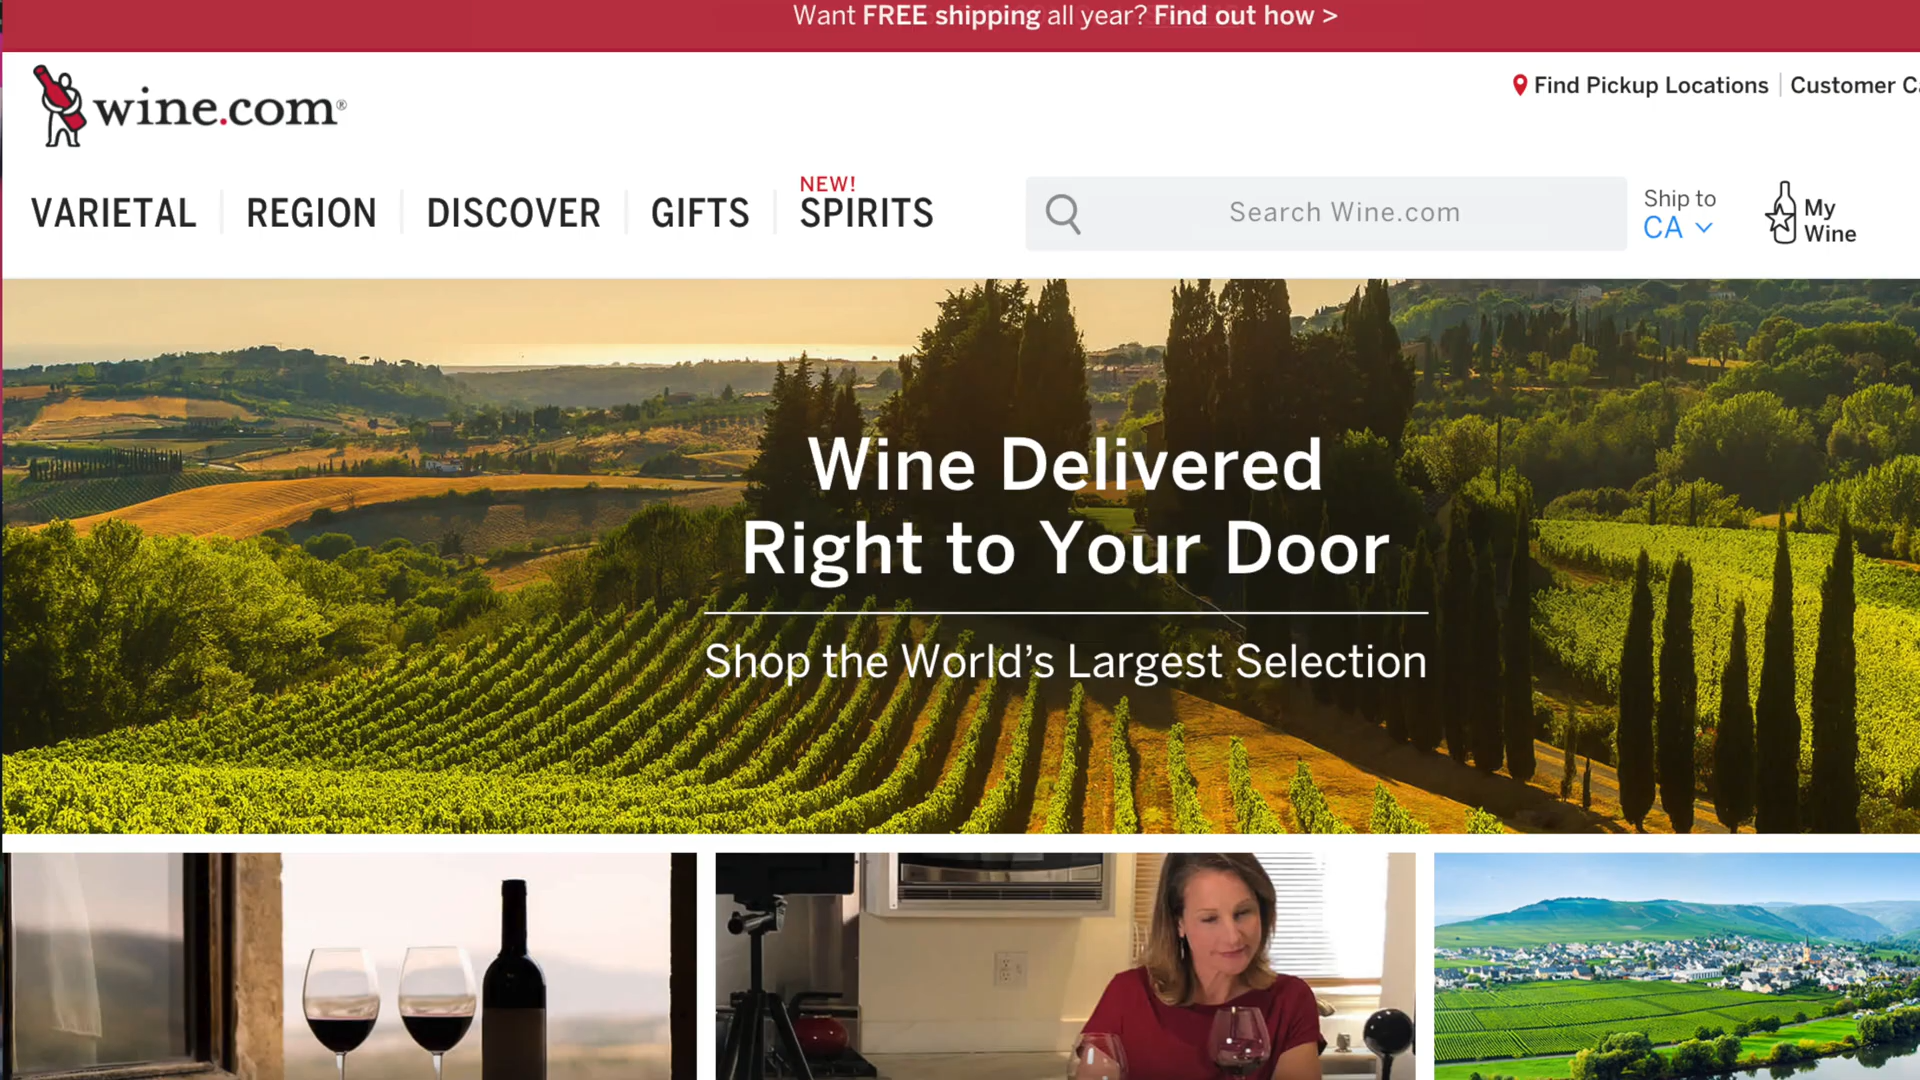 Want FREE shipping all year? Find out how >
wine.com®
Find Pickup Locations
Customer
VARIETAL
REGION
DISCOVER
GIFTS
NEW!
SPIRITS
Search Wine.com
Ship to
CA
My
Wine
Wine Delivered
Right to Your Door
Shop the World’s Largest Selection